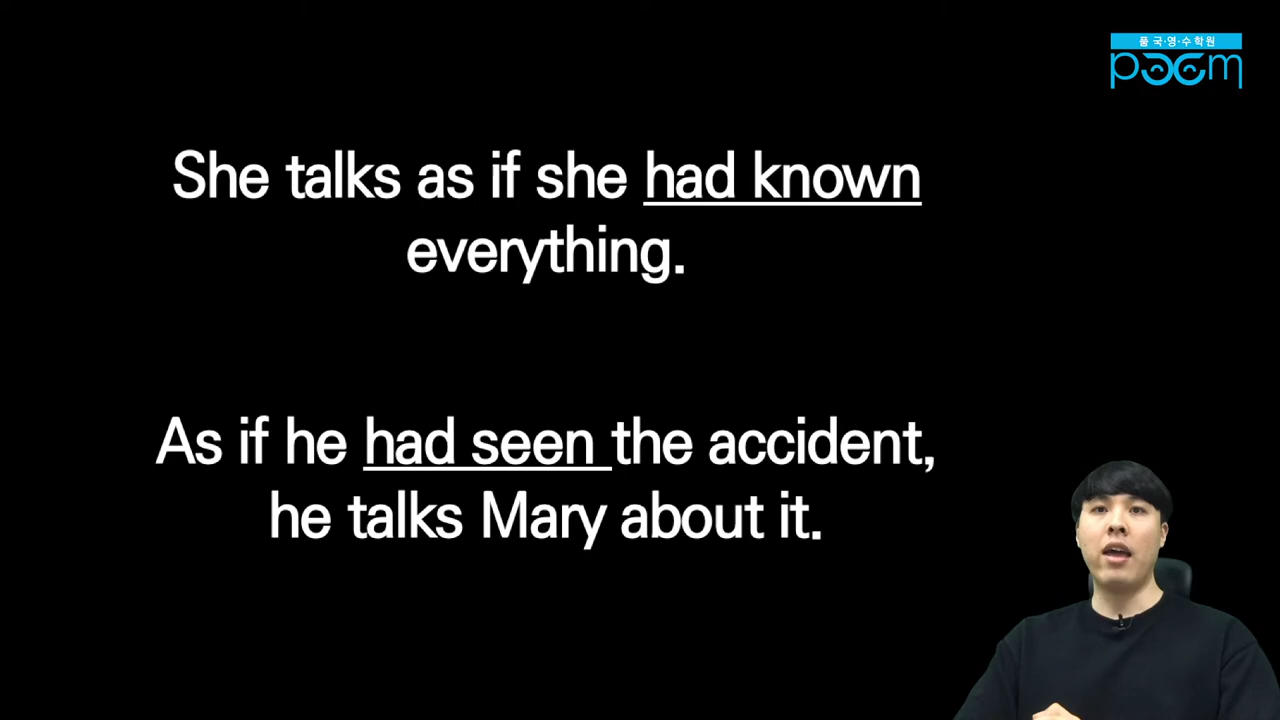 품 국·영·수 학원
poem
She talks as if she had known
everything.
As if he had seen the accident,
he talks Mary about it.